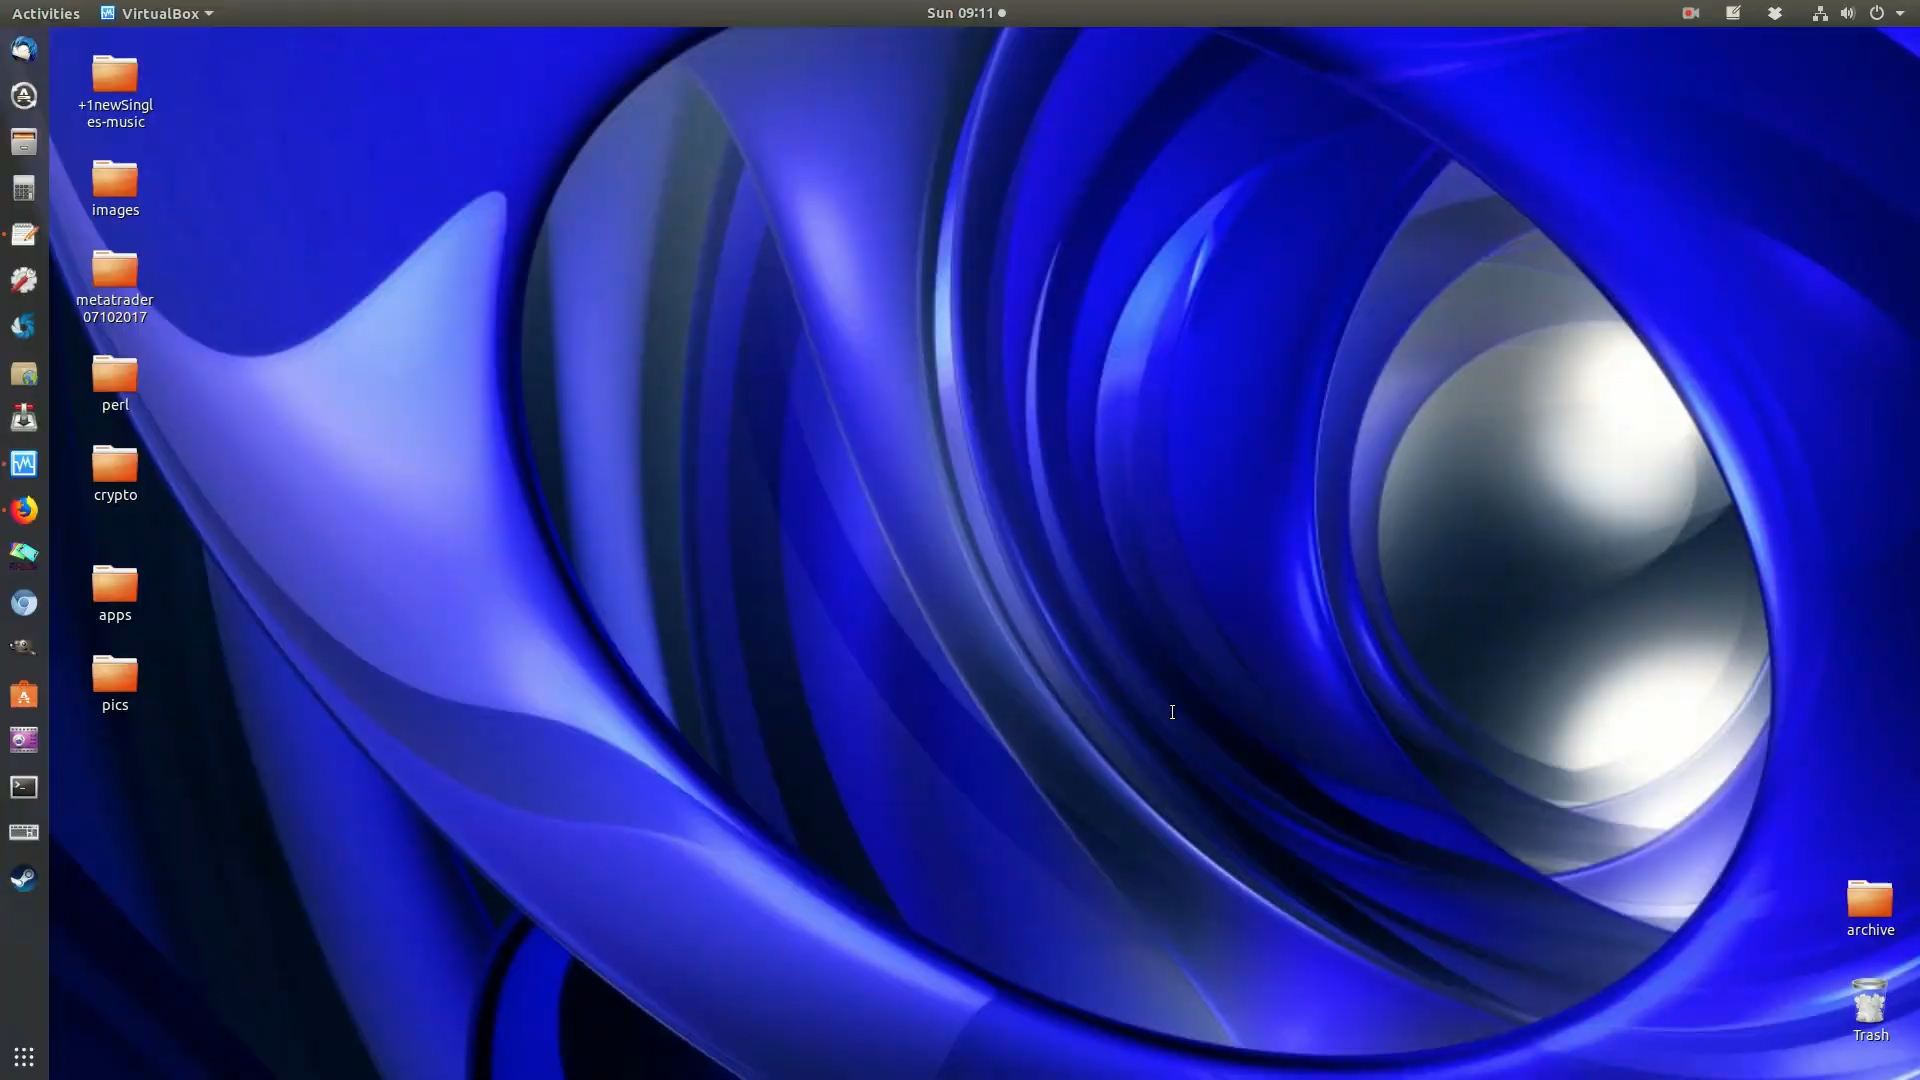 Activities
VirtualBox
Sun 09:11
+1newSingl
es-music
images
metatrader
07102017
perl
crypto
apps
pics
archive
Trash